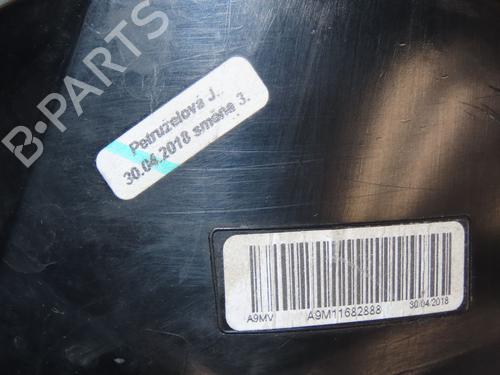 B-PARTS
Petruželová J.
30.04.2018 směna 3.
A9MV A9M11682888 30.04.2018